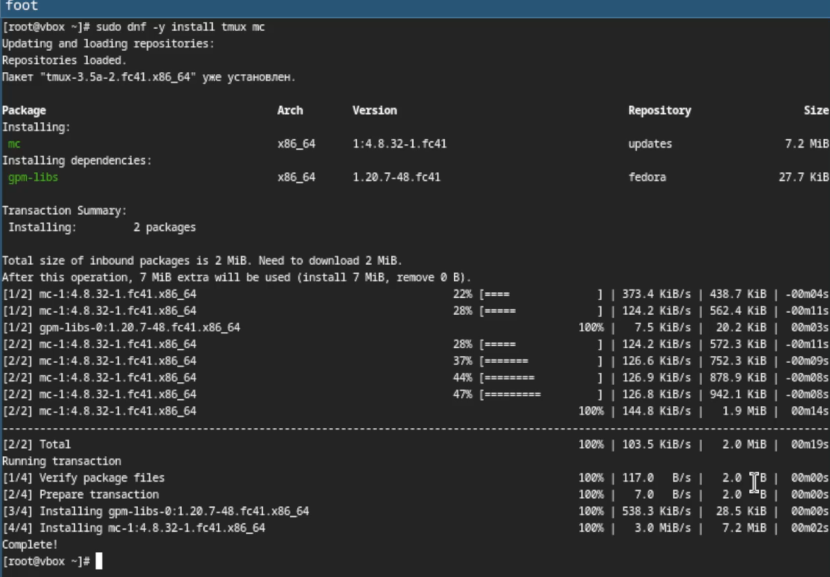 foot
[root@vbox ~]# sudo dnf -y install tmux mc
Updating and loading repositories:
Repositories loaded.
Пакет "tmux-3.5a-2.fc41.x86_64" уже установлен.
Package Arch Version Repository Size
Installing:
mc x86_64 1:4.8.32-1.fc41 updates 7.2 MiB
Installing dependencies:
gpm-libs x86_64 1.20.7-48.fc41 fedora 27.7 KiB
Transaction Summary:
Installing: 2 packages
Total size of inbound packages is 2 MiB. Need to download 2 MiB.
After this operation, 7 MiB extra will be used (install 7 MiB, remove 0 B).
[1/2] mc-1:4.8.32-1.fc41.x86_64 22% [==== ] | 373.4 KiB/s | 438.7 KiB | -00m04s
[1/2] mc-1:4.8.32-1.fc41.x86_64 28% [===== ] | 124.2 KiB/s | 562.4 KiB | -00m11s
[1/2] gpm-libs-0:1.20.7-48.fc41.x86_64 100% | 7.5 KiB/s | 20.2 KiB | 00m03s
[2/2] mc-1:4.8.32-1.fc41.x86_64 28% [===== ] | 124.2 KiB/s | 572.3 KiB | -00m11s
[2/2] mc-1:4.8.32-1.fc41.x86_64 37% [======= ] | 126.6 KiB/s | 752.3 KiB | -00m09s
[2/2] mc-1:4.8.32-1.fc41.x86_64 44% [======== ] | 126.9 KiB/s | 878.9 KiB | -00m08s
[2/2] mc-1:4.8.32-1.fc41.x86_64 47% [========= ] | 126.8 KiB/s | 942.1 KiB | -00m08s
[2/2] mc-1:4.8.32-1.fc41.x86_64 100% | 144.8 KiB/s | 1.9 MiB | 00m14s
--------------------------------------------------------------------------------
[2/2] Total 100% | 103.5 KiB/s | 2.0 MiB | 00m19s
Running transaction
[1/4] Verify package files 100% | 117.0 B/s | 2.0 B | 00m00s
[2/4] Prepare transaction 100% | 7.0 B/s | 2.0 B | 00m00s
[3/4] Installing gpm-libs-0:1.20.7-48.fc41.x86_64 100% | 538.3 KiB/s | 28.5 KiB | 00m00s
[4/4] Installing mc-1:4.8.32-1.fc41.x86_64 100% | 3.0 MiB/s | 7.2 MiB | 00m02s
Complete!
[root@vbox ~]#